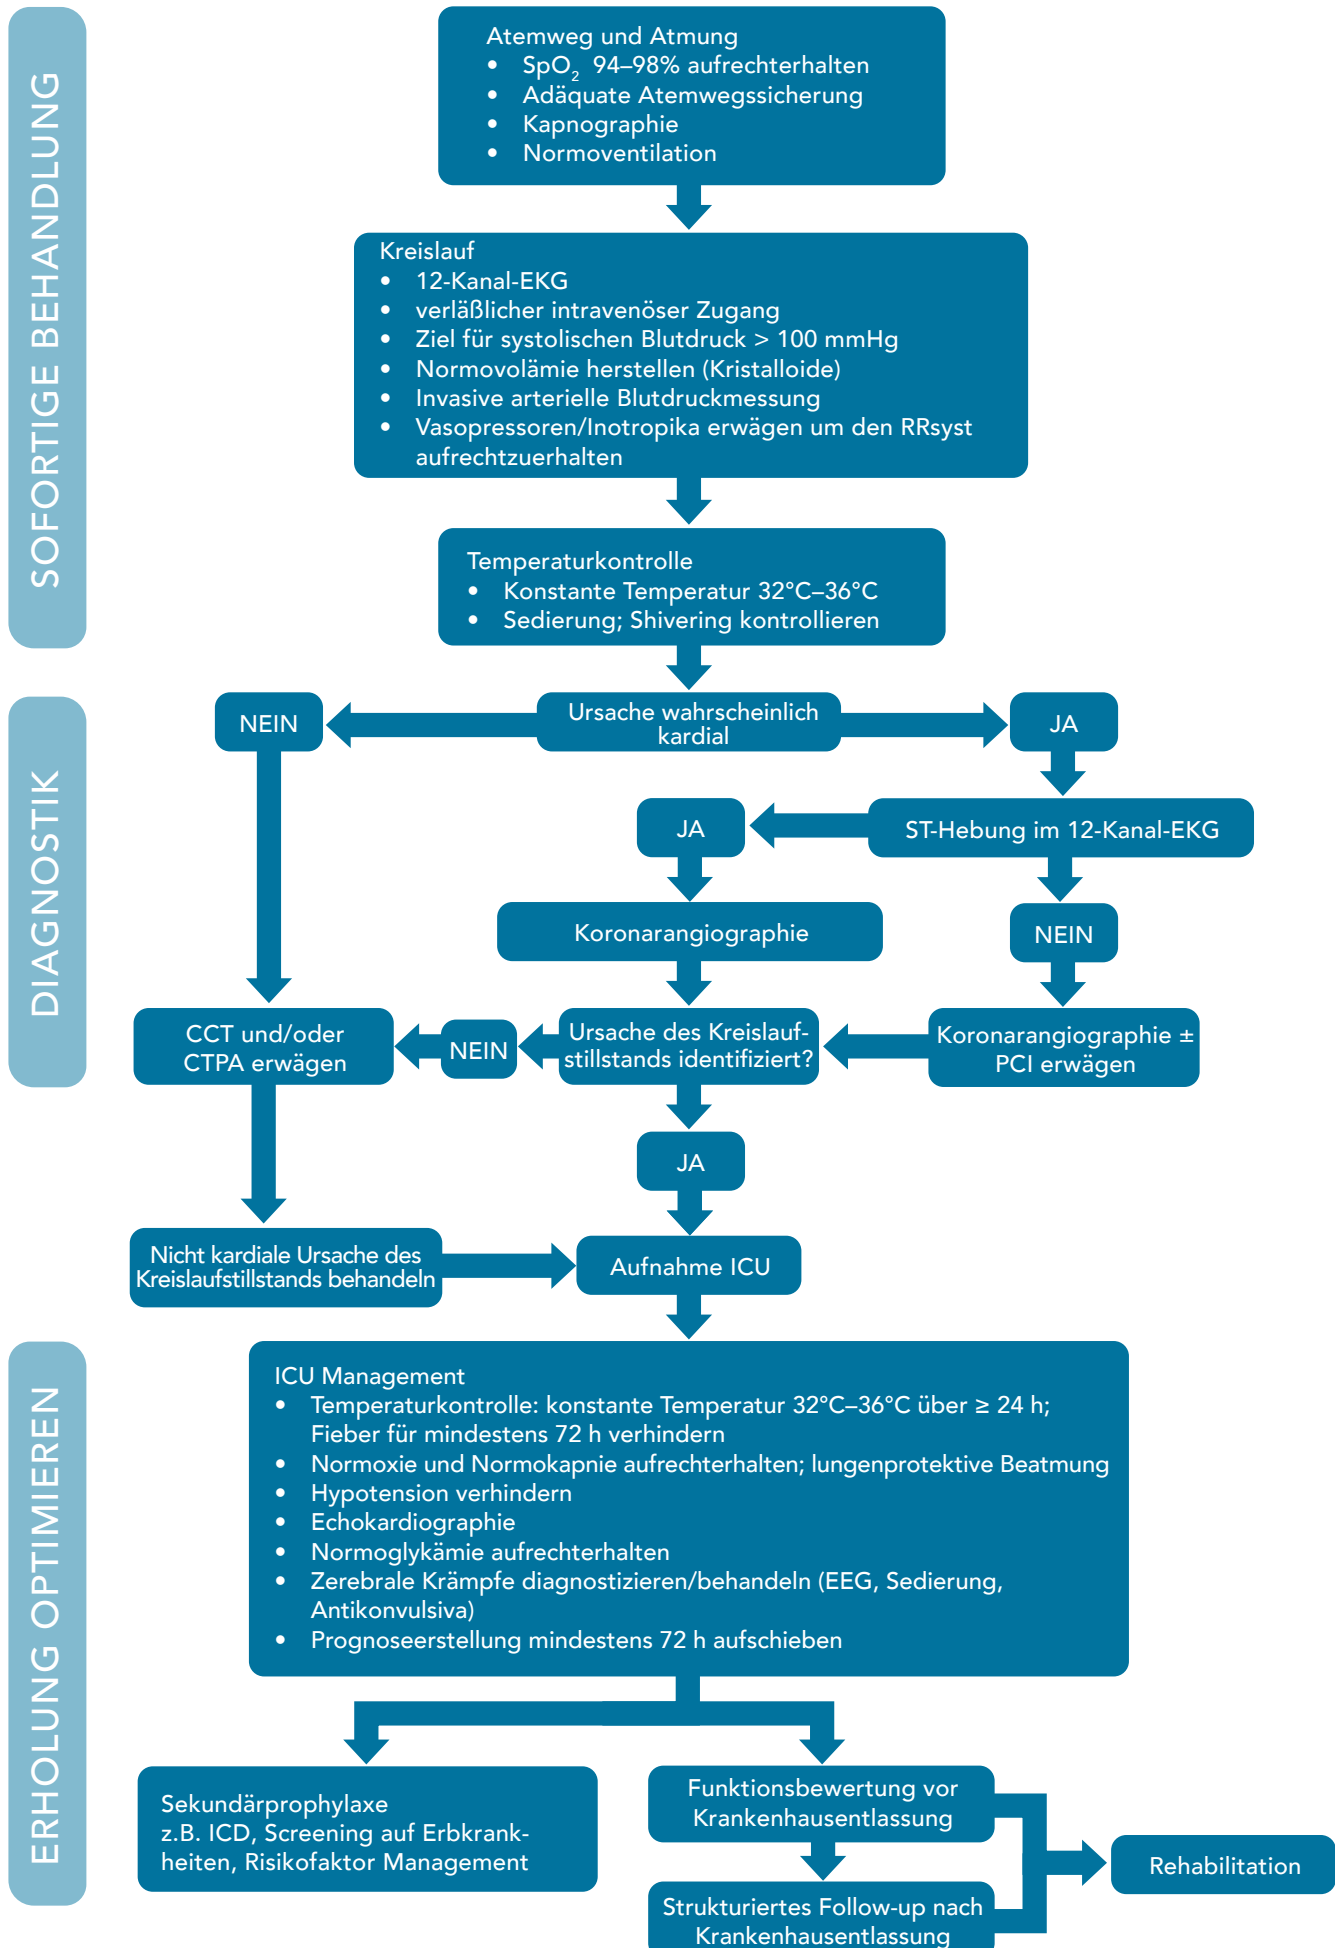 SOFORTIGE BEHANDLUNG
Atemweg und Atmung
• SpO₂ 94–98% aufrechterhalten
• Adäquate Atemwegssicherung
• Kapnographie
• Normoventilation
Kreislauf
• 12-Kanal-EKG
• verläßlicher intravenöser Zugang
• Ziel für systolischen Blutdruck > 100 mmHg
• Normovolämie herstellen (Kristalloide)
• Invasive arterielle Blutdruckmessung
• Vasopressoren/Inotropika erwägen um den RRsyst
aufrechtzuerhalten
Temperaturkontrolle
• Konstante Temperatur 32°C–36°C
• Sedierung; Shivering kontrollieren
DIAGNOSTIK
NEIN
Ursache wahrscheinlich
kardial
JA
JA
ST-Hebung im 12-Kanal-EKG
Koronarangiographie
NEIN
CCT und/oder
CTPA erwägen
NEIN
Ursache des Kreislauf-
stillstands identifiziert?
Koronarangiographie ±
PCI erwägen
JA
Nicht kardiale Ursache des
Kreislaufstillstands behandeln
Aufnahme ICU
ERHOLUNG OPTIMIEREN
ICU Management
• Temperaturkontrolle: konstante Temperatur 32°C–36°C über ≥ 24 h;
Fieber für mindestens 72 h verhindern
• Normoxie und Normokapnie aufrechterhalten; lungenprotektive Beatmung
• Hypotension verhindern
• Echokardiographie
• Normoglykämie aufrechterhalten
• Zerebrale Krämpfe diagnostizieren/behandeln (EEG, Sedierung,
Antikonvulsiva)
• Prognoseerstellung mindestens 72 h aufschieben
Sekundärprophylaxe
z.B. ICD, Screening auf Erbkrank-
heiten, Risikofaktor Management
Funktionsbewertung vor
Krankenhausentlassung
Rehabilitation
Strukturiertes Follow-up nach
Krankenhausentlassung